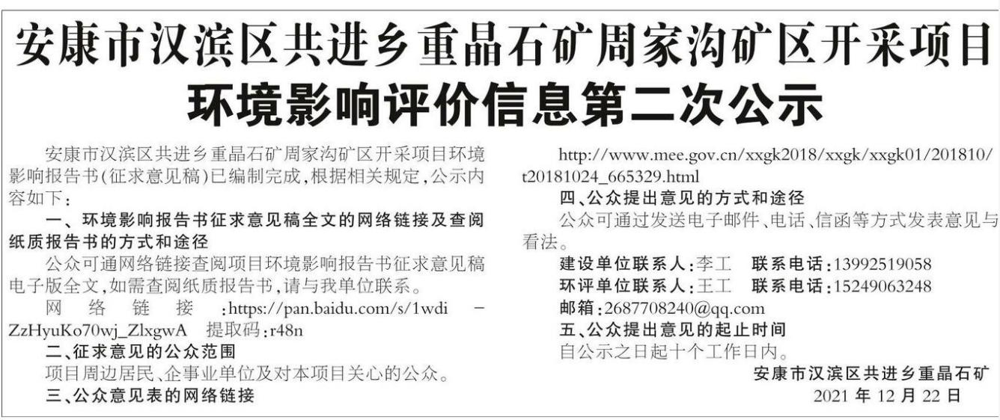 安康市汉滨区共进乡重晶石矿周家沟矿区开采项目
环境影响评价信息第二次公示
安康市汉滨区共进乡重晶石矿周家沟矿区开采项目环境
影响报告书(征求意见稿)已编制完成,根据相关规定,公示内
容如下:
一、环境影响报告书征求意见稿全文的网络链接及查阅
纸质报告书的方式和途径
公众可通网络链接查阅项目环境影响报告书征求意见稿
电子版全文,如需查阅纸质报告书,请与我单位联系。
网络链接:https://pan.baidu.com/s/1wdi-
ZzHyuKo70wj_ZlxgwA 提取码:r48n
二、征求意见的公众范围
项目周边居民、企事业单位及对本项目关心的公众。
三、公众意见表的网络链接
http://www.mee.gov.cn/xxgk2018/xxgk/xxgk01/201810/
t20181024_665329.html
四、公众提出意见的方式和途径
公众可通过发送电子邮件、电话、信函等方式发表意见与
看法。
建设单位联系人:李工 联系电话:13992519058
环评单位联系人:王工 联系电话:15249063248
邮箱:2687708240@qq.com
五、公众提出意见的起止时间
自公示之日起十个工作日内。
安康市汉滨区共进乡重晶石矿
2021年12月22日